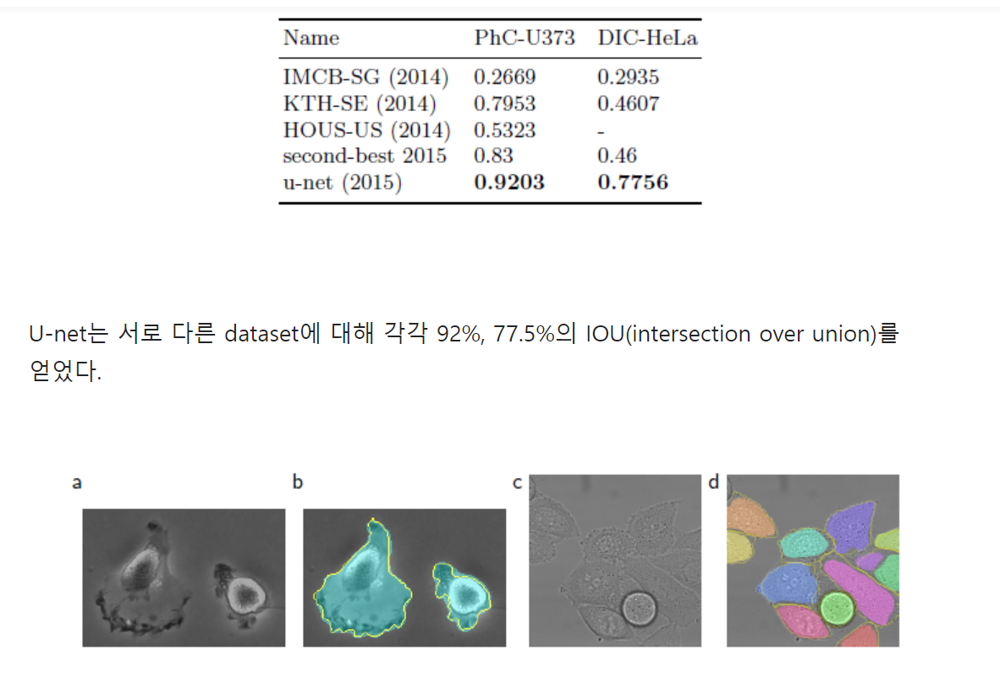 Name PhC-U373 DIC-HeLa
IMCB-SG (2014) 0.2669 0.2935
KTH-SE (2014) 0.7953 0.4607
HOUS-US (2014) 0.5323 -
second-best 2015 0.83 0.46
u-net (2015) 0.9203 0.7756
U-net는 서로 다른 dataset에 대해 각각 92%, 77.5%의 IOU(intersection over union)를
얻었다.
a b c d